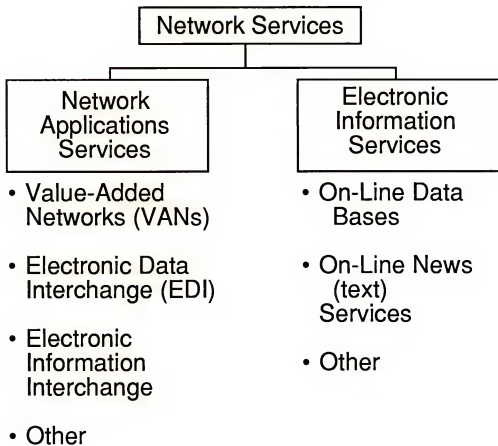 Network Services
Network
Applications
Services
• Value-Added
Networks (VANs)
• Electronic Data
Interchange (EDI)
• Electronic
Information
Interchange
• Other
Electronic
Information
Services
• On-Line Data
Bases
• On-Line News
(text)
Services
• Other